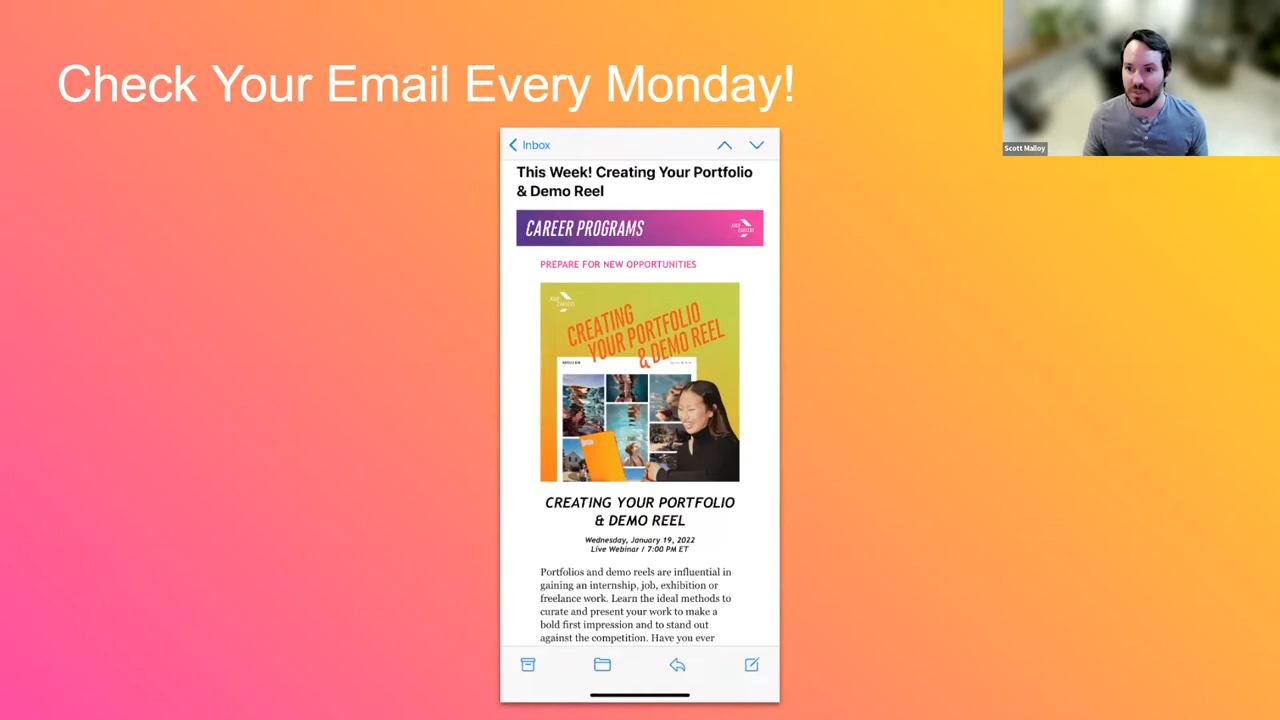 Check Your Email Every Monday!
Scott Malloy
Inbox
This Week! Creating Your Portfolio
& Demo Reel
CAREER PROGRAMS
PREPARE FOR NEW OPPORTUNITIES
CREATING
YOUR PORTFOLIO
& DEMO REEL
CREATING YOUR PORTFOLIO
& DEMO REEL
Wednesday, January 19, 2022
Live Webinar / 7:00 PM ET
Portfolios and demo reels are influential in
gaining an internship, job, exhibition or
freelance work. Learn the ideal methods to
curate and present your work to make a
bold first impression and to stand out
against the competition. Have you ever